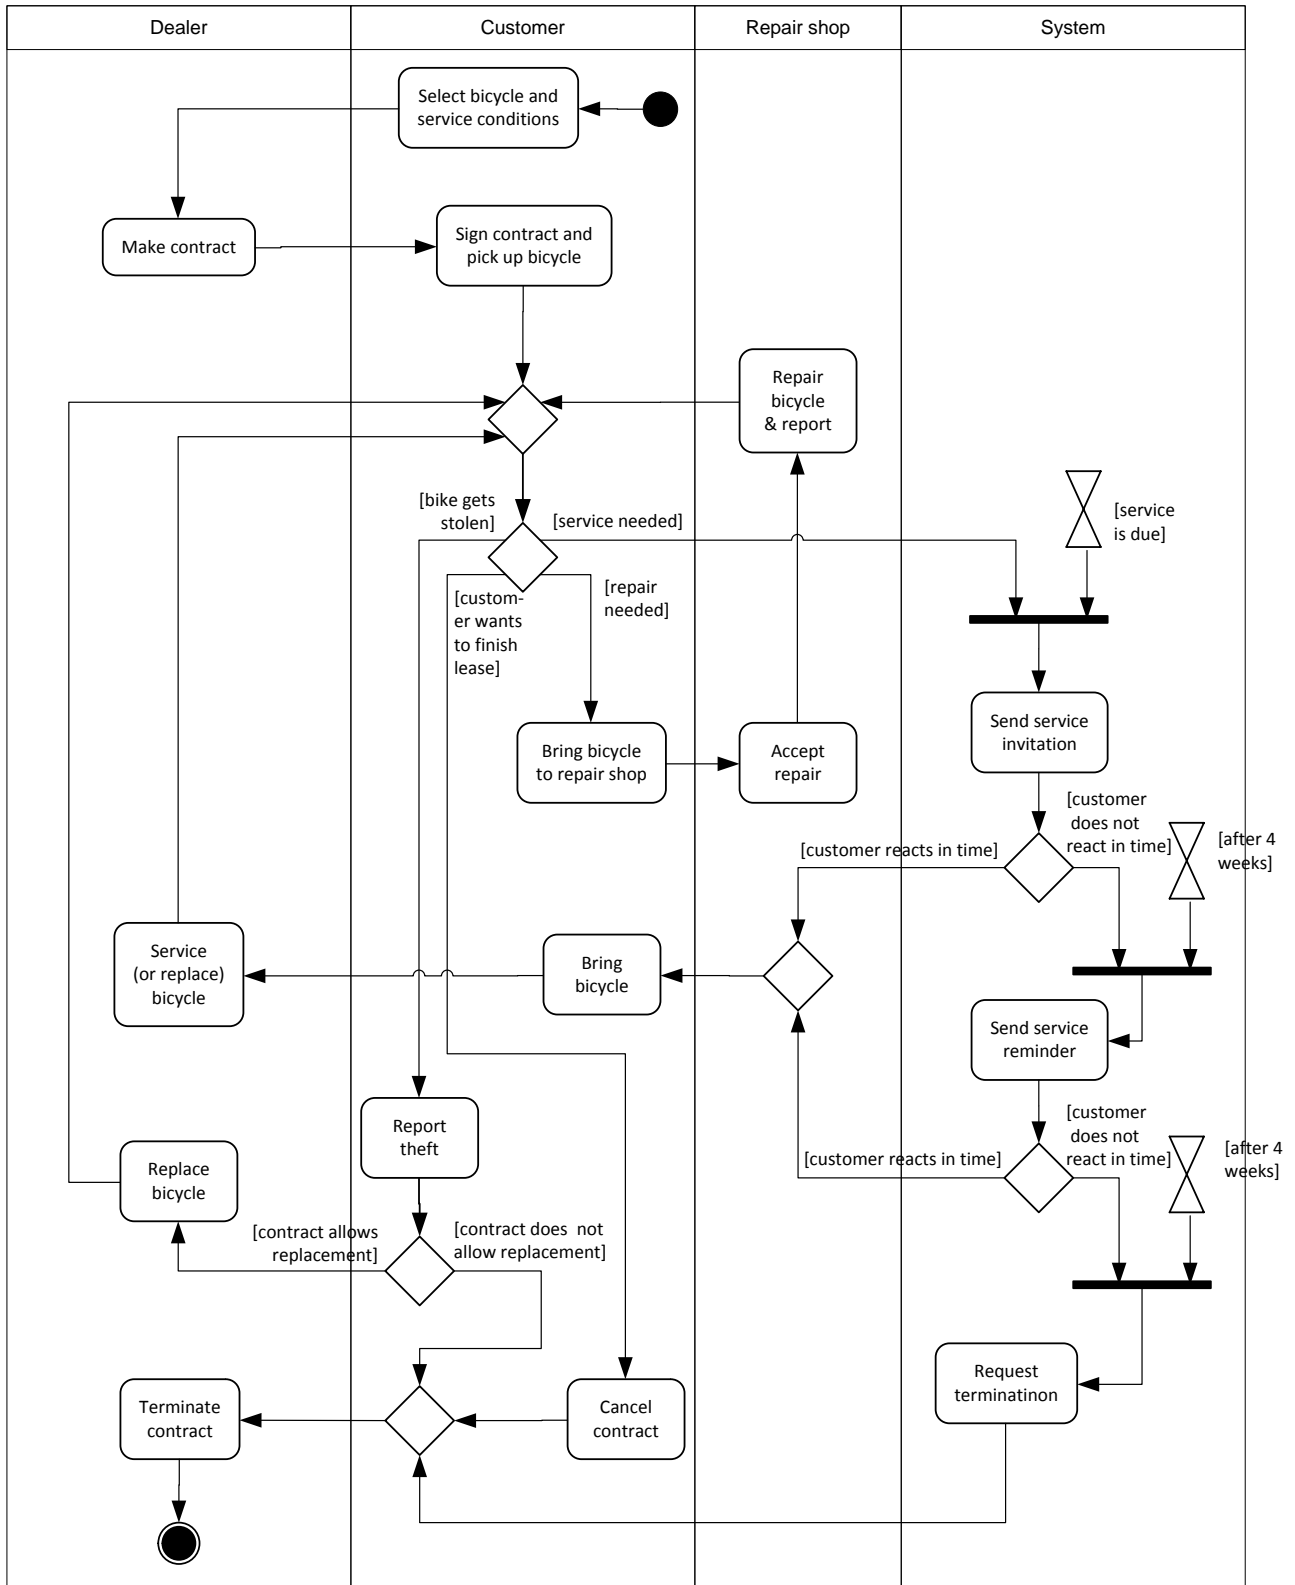 Dealer
Customer
Repair shop
System
Select bicycle and
service conditions
Make contract
Sign contract and
pick up bicycle
Repair
bicycle
& report
[bike gets
stolen]
[service needed]
[service
is due]
[custom-
er wants
to finish
lease]
[repair
needed]
Send service
invitation
Bring bicycle
to repair shop
Accept
repair
[customer
does not
react in time]
[after 4
weeks]
[customer reacts in time]
Service
(or replace)
bicycle
Bring
bicycle
Send service
reminder
Report
theft
[customer
does not
react in time]
[after 4
weeks]
[customer reacts in time]
Replace
bicycle
[contract allows
replacement]
[contract does  not
allow replacement]
Terminate
contract
Cancel
contract
Request
terminatinon